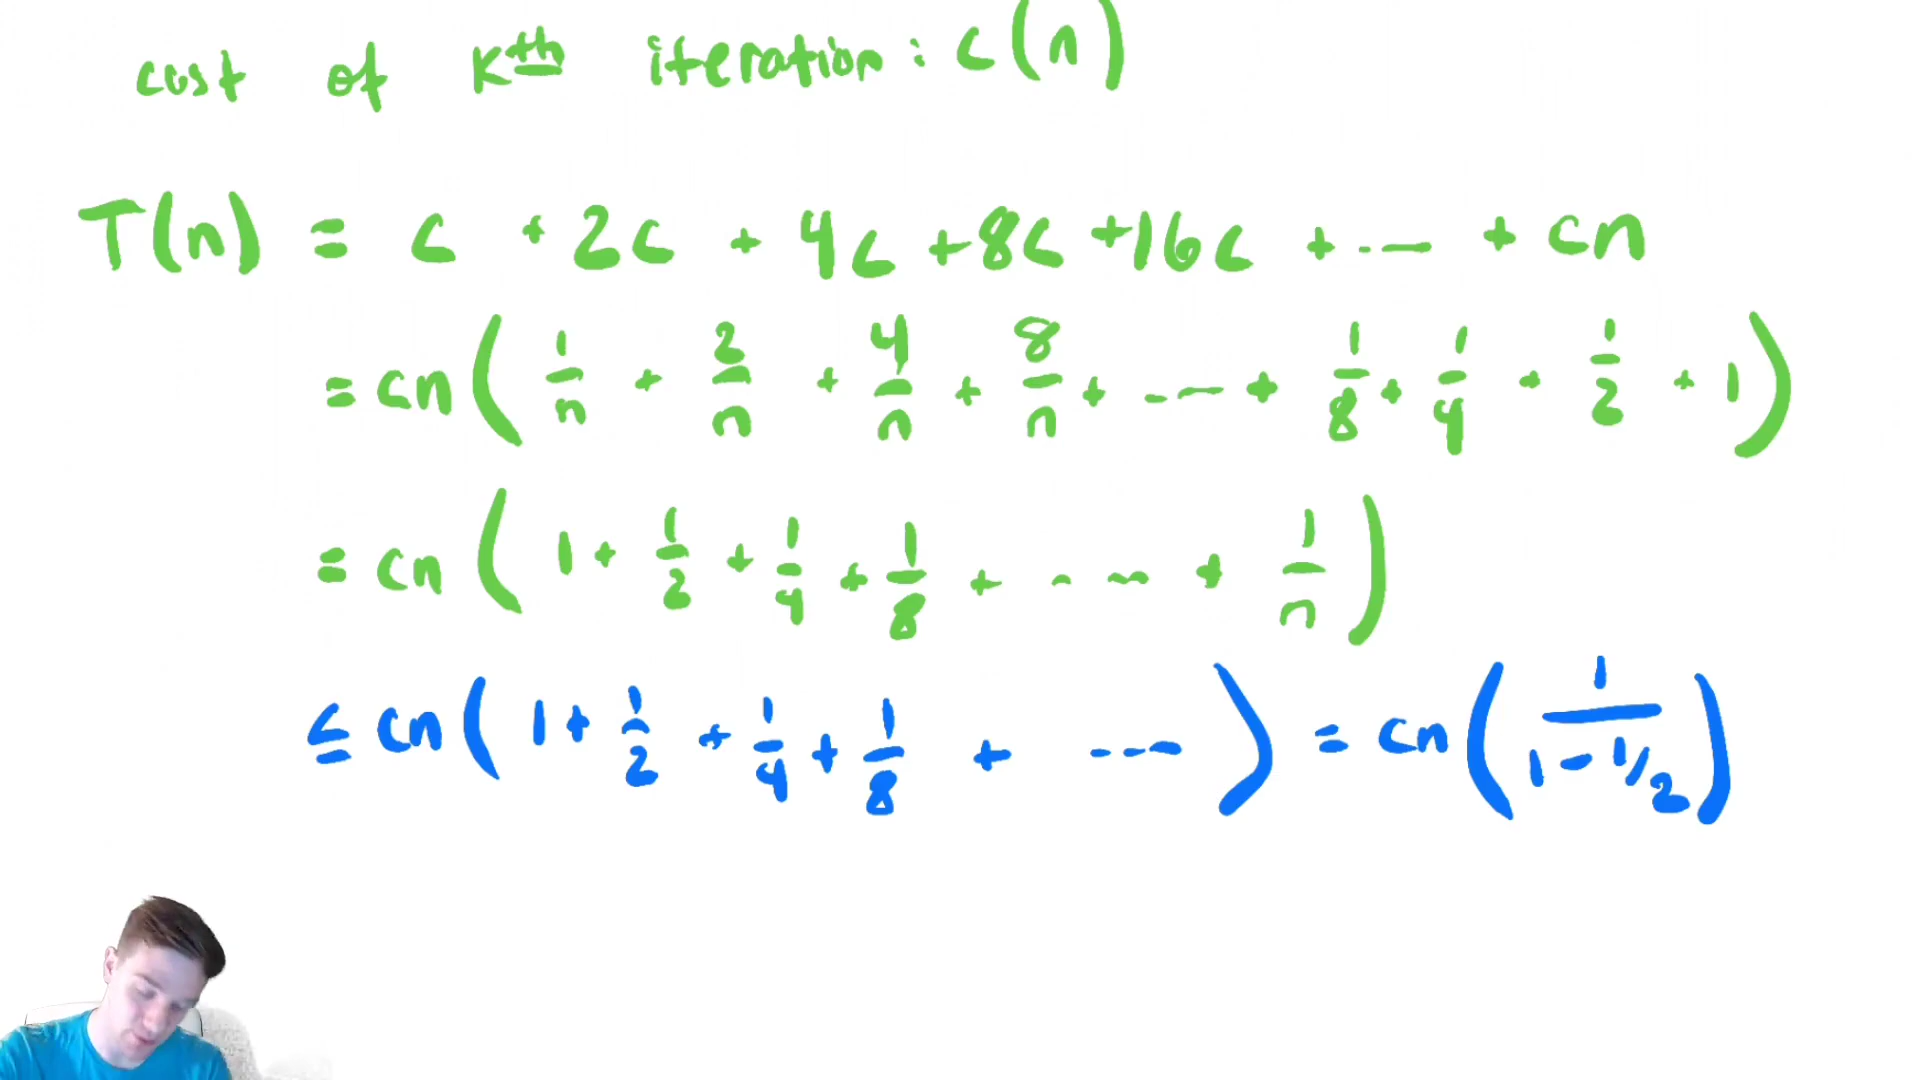 cost of Kth iteration: c(n)
T(n) = c + 2c + 4c + 8c + 16c + ... + cn
= cn( 1/n + 2/n + 4/n + 8/n + ... + 1/8 + 1/4 + 1/2 + 1 )
= cn( 1 + 1/2 + 1/4 + 1/8 + ... + 1/n )
≤ cn( 1 + 1/2 + 1/4 + 1/8 + ... ) = cn( 1/(1 - 1/2) )